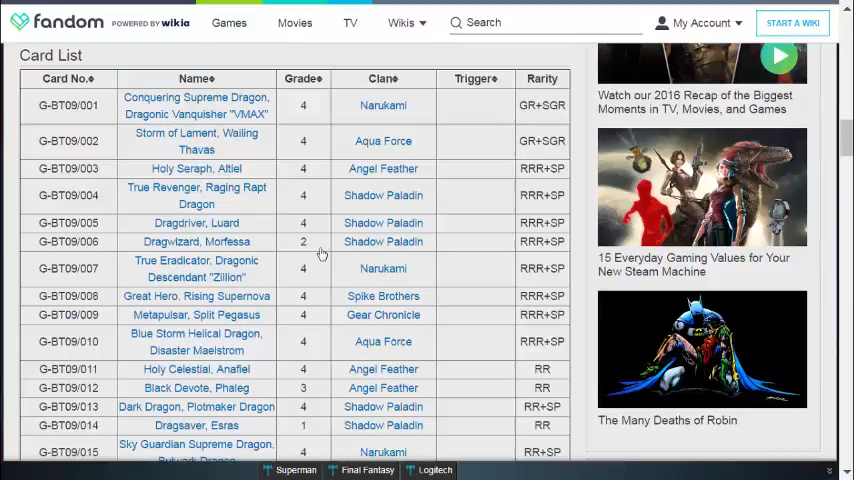 fandom POWERED BY wikia Games Movies TV Wikis Search My Account START A WIKI
Card List
Card No. Name Grade Clan Trigger Rarity
G-BT09/001 Conquering Supreme Dragon, Dragonic Vanquisher "VMAX" 4 Narukami GR+SGR
G-BT09/002 Storm of Lament, Wailing Thavas 4 Aqua Force GR+SGR
G-BT09/003 Holy Seraph, Altiel 4 Angel Feather RRR+SP
G-BT09/004 True Revenger, Raging Rapt Dragon 4 Shadow Paladin RRR+SP
G-BT09/005 Dragdriver, Luard 4 Shadow Paladin RRR+SP
G-BT09/006 Dragwizard, Morfessa 2 Shadow Paladin RRR+SP
G-BT09/007 True Eradicator, Dragonic Descendant "Zillion" 4 Narukami RRR+SP
G-BT09/008 Great Hero, Rising Supernova 4 Spike Brothers RRR+SP
G-BT09/009 Metapulsar, Split Pegasus 4 Gear Chronicle RRR+SP
G-BT09/010 Blue Storm Helical Dragon, Disaster Maelstrom 4 Aqua Force RRR+SP
G-BT09/011 Holy Celestial, Anafiel 4 Angel Feather RR
G-BT09/012 Black Devote, Phaleg 3 Angel Feather RR
G-BT09/013 Dark Dragon, Plotmaker Dragon 4 Shadow Paladin RR+SP
G-BT09/014 Dragsaver, Esras 1 Shadow Paladin RR
G-BT09/015 Sky Guardian Supreme Dragon, Bulwark Dragon 4 Narukami RR+SP
Watch our 2016 Recap of the Biggest
Moments in TV, Movies, and Games
15 Everyday Gaming Values for Your
New Steam Machine
The Many Deaths of Robin
Superman Final Fantasy Logitech